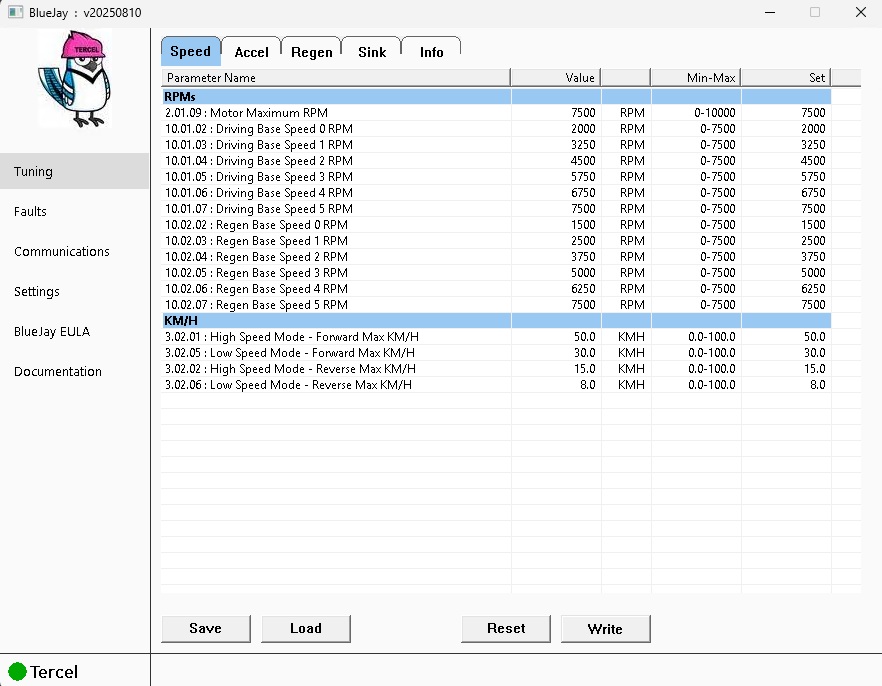 BlueJay : v20250810
TERCEL
Tuning
Faults
Communications
Settings
BlueJay EULA
Documentation
Speed Accel Regen Sink Info
Parameter Name Value Min-Max Set
RPMs
2.01.09 : Motor Maximum RPM 7500 RPM 0-10000 7500
10.01.02 : Driving Base Speed 0 RPM 2000 RPM 0-7500 2000
10.01.03 : Driving Base Speed 1 RPM 3250 RPM 0-7500 3250
10.01.04 : Driving Base Speed 2 RPM 4500 RPM 0-7500 4500
10.01.05 : Driving Base Speed 3 RPM 5750 RPM 0-7500 5750
10.01.06 : Driving Base Speed 4 RPM 6750 RPM 0-7500 6750
10.01.07 : Driving Base Speed 5 RPM 7500 RPM 0-7500 7500
10.02.02 : Regen Base Speed 0 RPM 1500 RPM 0-7500 1500
10.02.03 : Regen Base Speed 1 RPM 2500 RPM 0-7500 2500
10.02.04 : Regen Base Speed 2 RPM 3750 RPM 0-7500 3750
10.02.05 : Regen Base Speed 3 RPM 5000 RPM 0-7500 5000
10.02.06 : Regen Base Speed 4 RPM 6250 RPM 0-7500 6250
10.02.07 : Regen Base Speed 5 RPM 7500 RPM 0-7500 7500
KM/H
3.02.01 : High Speed Mode - Forward Max KM/H 50.0 KMH 0.0-100.0 50.0
3.02.05 : Low Speed Mode - Forward Max KM/H 30.0 KMH 0.0-100.0 30.0
3.02.02 : High Speed Mode - Reverse Max KM/H 15.0 KMH 0.0-100.0 15.0
3.02.06 : Low Speed Mode - Reverse Max KM/H 8.0 KMH 0.0-100.0 8.0
Save Load Reset Write
Tercel